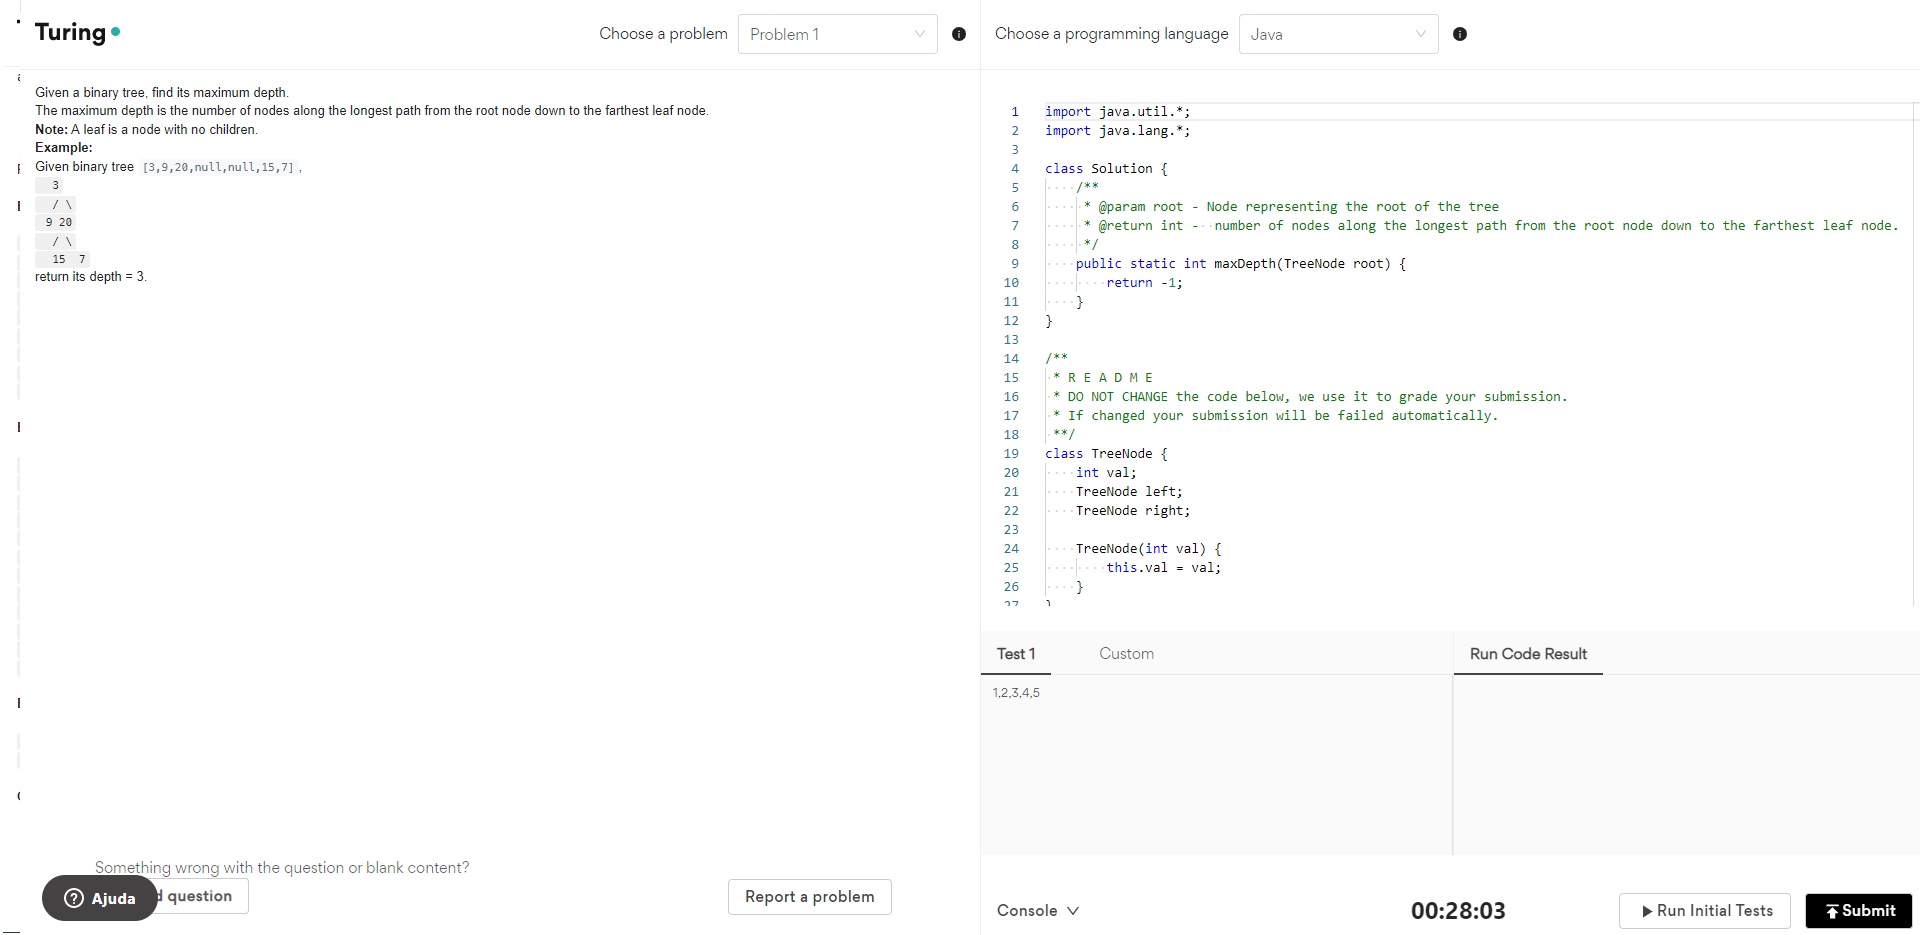 Turing
Choose a problem
Problem 1
Choose a programming language
Java
Given a binary tree, find its maximum depth.
The maximum depth is the number of nodes along the longest path from the root node down to the farthest leaf node.
Note: A leaf is a node with no children.
Example:
Given binary tree [3,9,20,null,null,15,7] ,
3
/ \
9 20
/ \
15 7
return its depth = 3.
Something wrong with the question or blank content?
Ajuda
question
Report a problem
1 import java.util.*;
2 import java.lang.*;
3
4 class Solution {
5 /**
6 * @param root - Node representing the root of the tree
7 * @return int - number of nodes along the longest path from the root node down to the farthest leaf node.
8 */
9 public static int maxDepth(TreeNode root) {
10 return -1;
11 }
12 }
13
14 /**
15 * R E A D M E
16 * DO NOT CHANGE the code below, we use it to grade your submission.
17 * If changed your submission will be failed automatically.
18 **/
19 class TreeNode {
20 int val;
21 TreeNode left;
22 TreeNode right;
23
24 TreeNode(int val) {
25 this.val = val;
26 }
27 }
Test 1
Custom
Run Code Result
1,2,3,4,5
Console
00:28:03
Run Initial Tests
Submit